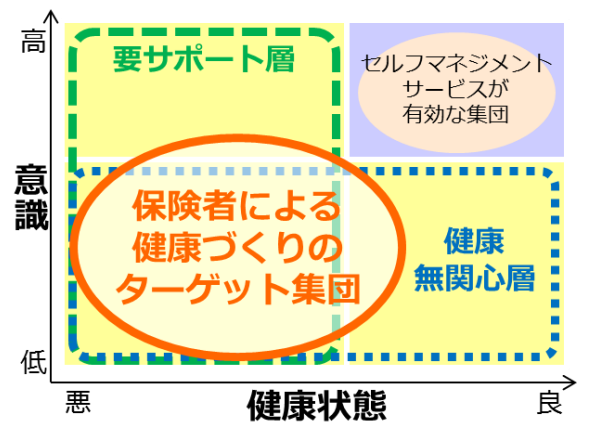 高
要サポート層
セルフマネジメント
サービスが
有効な集団
意識
保険者による
健康づくりの
ターゲット集団
健康
無関心層
低
悪
健康状態
良